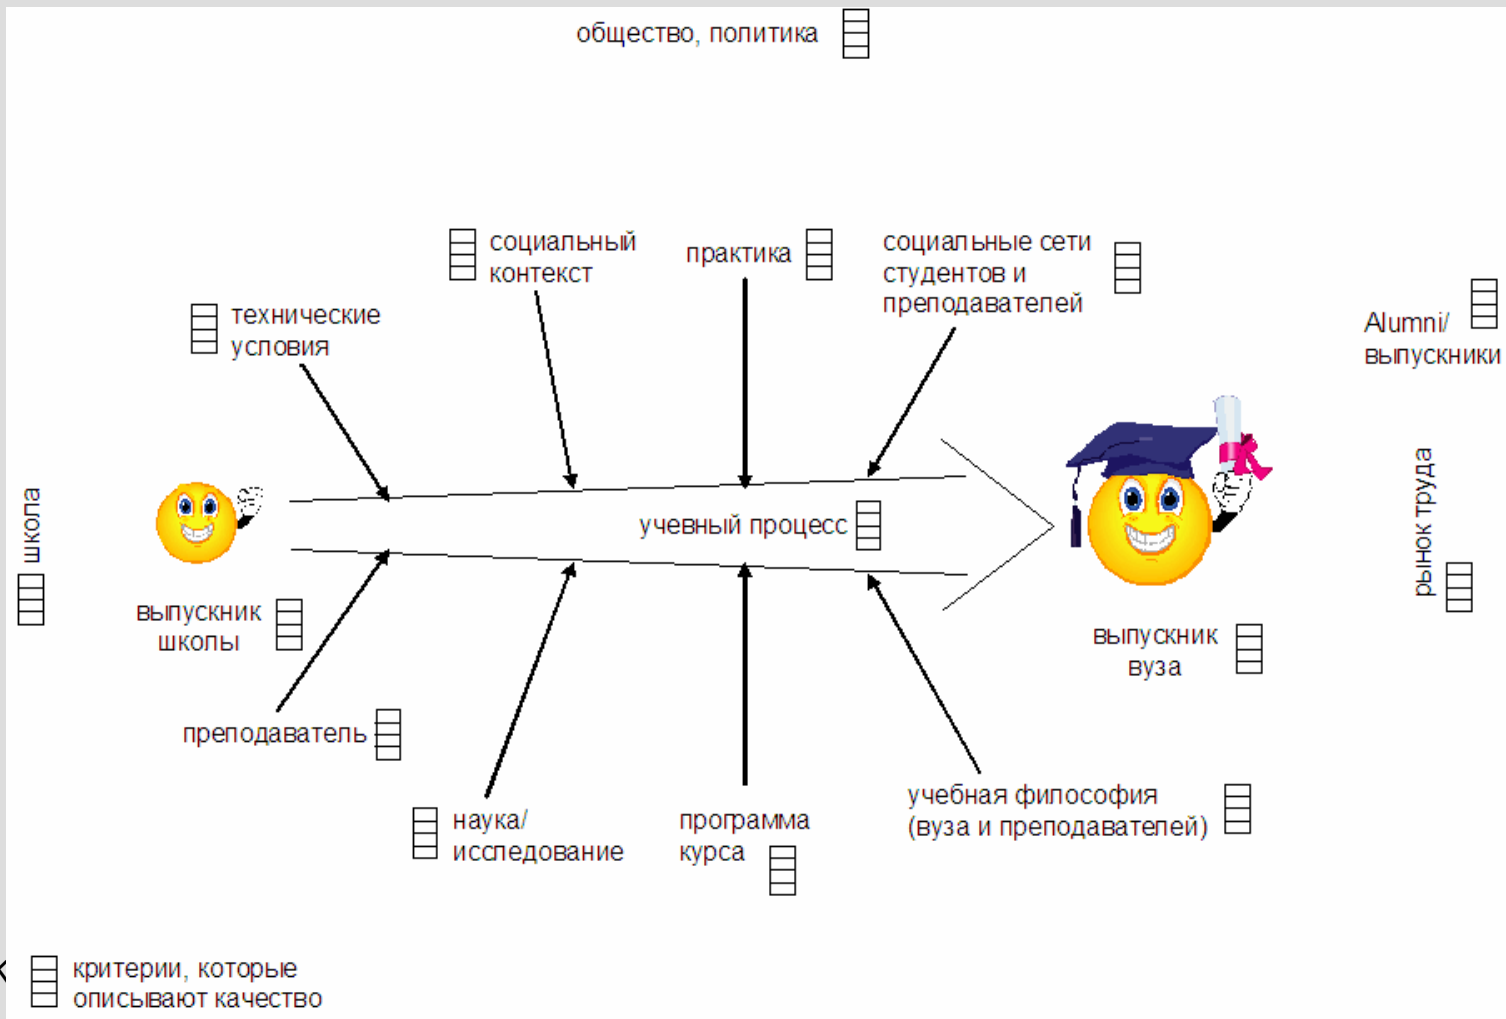 общество, политика
социальный
контекст
практика
социальные сети
студентов и
преподавателей
технические
условия
Alumni/
выпускники
школа
учевный процесс
рынок труда
выпускник
школы
выпускник
вуза
преподаватель
наука/
исследование
программа
курса
учебная философия
(вуза и преподавателей)
критерии, которые
описывают качество